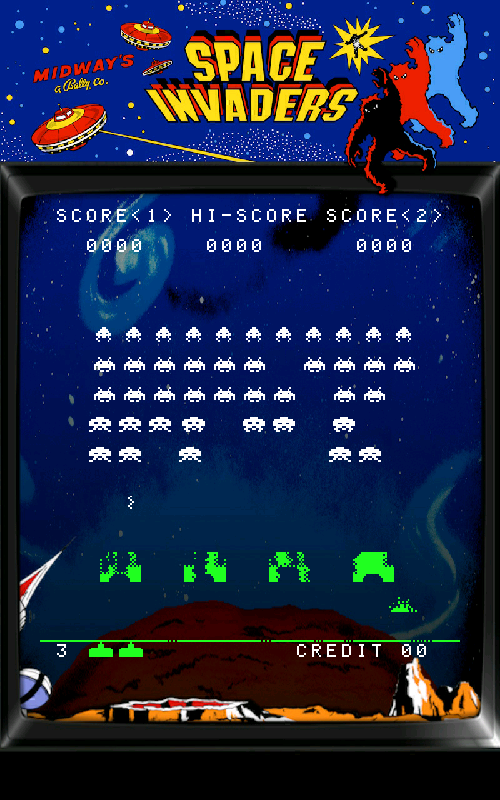 MIDWAY'S
a Bally Co.
SPACE
INVADERS
SCORE<1> HI-SCORE SCORE<2>
0000 0000 0000
3 CREDIT 00